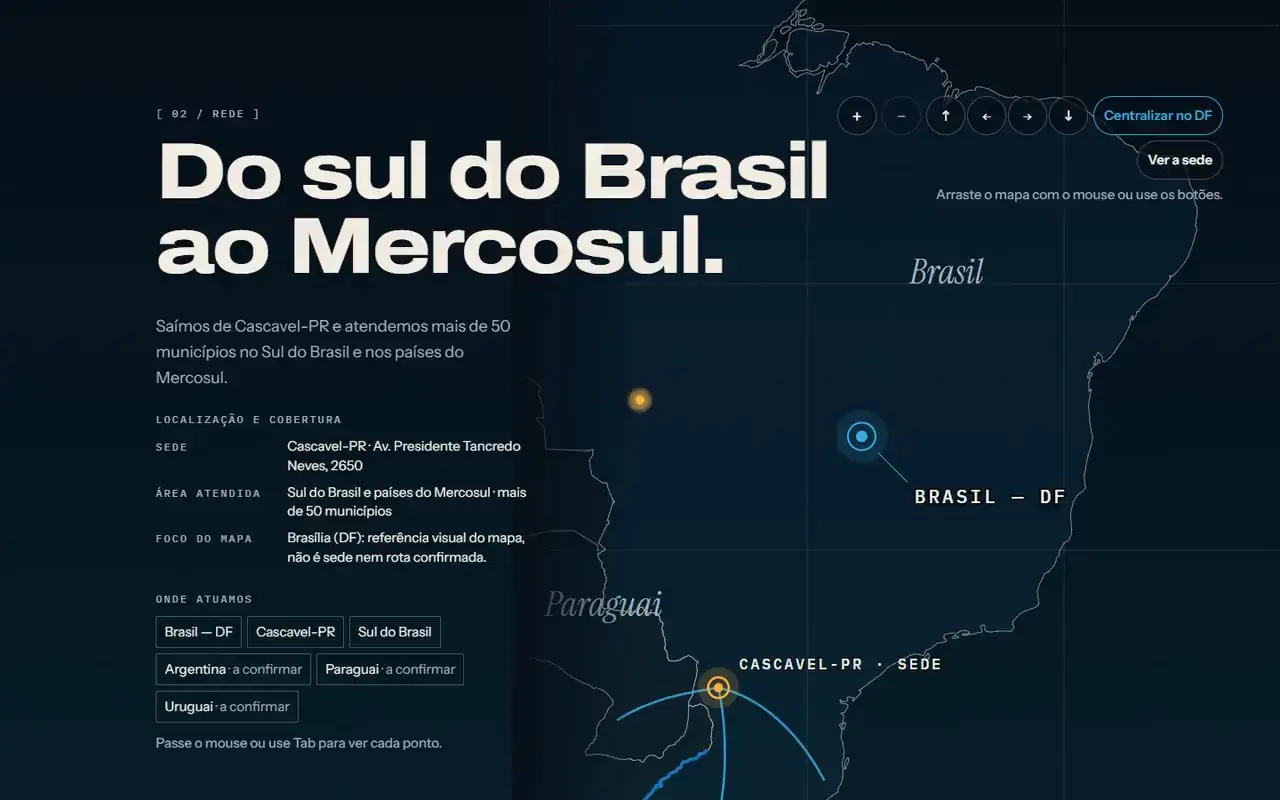 [ 02 / REDE ]
Do sul do Brasil
ao Mercosul.
Saímos de Cascavel-PR e atendemos mais de 50
municípios no Sul do Brasil e nos países do
Mercosul.
LOCALIZAÇÃO E COBERTURA
SEDE
Cascavel-PR · Av. Presidente Tancredo
Neves, 2650
ÁREA ATENDIDA
Sul do Brasil e países do Mercosul · mais
de 50 municípios
FOCO DO MAPA
Brasília (DF): referência visual do mapa,
não é sede nem rota confirmada.
ONDE ATUAMOS
Brasil — DF
Cascavel-PR
Sul do Brasil
Argentina · a confirmar
Paraguai · a confirmar
Uruguai · a confirmar
Passe o mouse ou use Tab para ver cada ponto.
+ − ↑ ← → ↓ Centralizar no DF
Ver a sede
Arraste o mapa com o mouse ou use os botões.
Brasil
BRASIL — DF
Paraguai
CASCAVEL-PR · SEDE